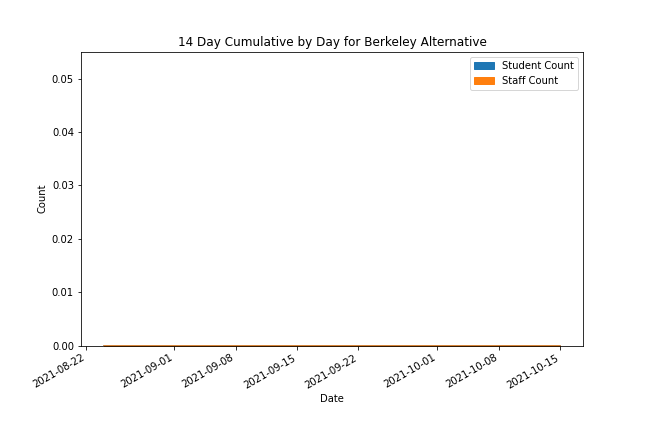 14 Day Cumulative by Day for Berkeley Alternative
Student Count
Staff Count
0.05
0.04
0.03
0.02
0.01
0.00
Count
2021-08-22
2021-09-01
2021-09-08
2021-09-15
2021-09-22
2021-10-01
2021-10-08
2021-10-15
Date